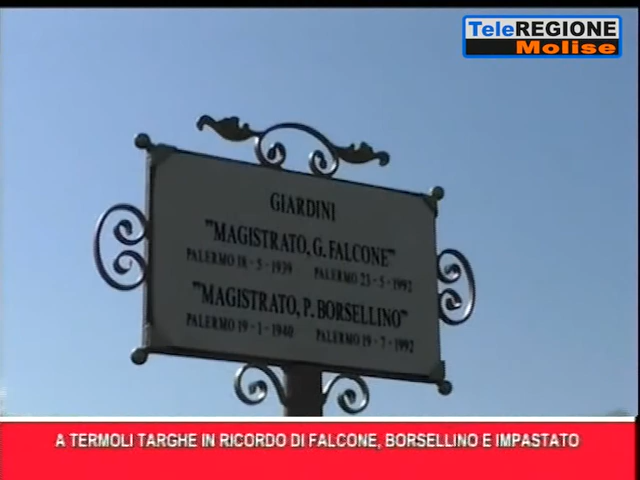 TeleREGIONE
Molise
GIARDINI
"MAGISTRATO, G. FALCONE"
PALERMO 18 - 5 - 1939 PALERMO 23 - 5 - 1992
"MAGISTRATO, P. BORSELLINO"
PALERMO 19 - 1 - 1940 PALERMO 19 - 7 - 1992
A TERMOLI TARGHE IN RICORDO DI FALCONE, BORSELLINO E IMPASTATO